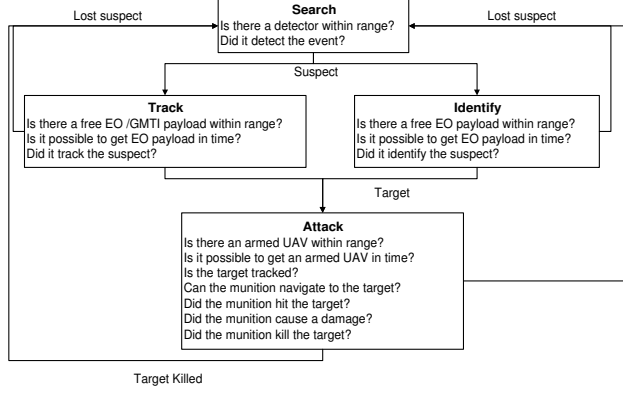 Search
Lost suspect
Lost suspect
Is there a detector within range?
Did it detect the event?
Suspect
Track
Is there a free EO /GMTI payload within range?
Is it possible to get EO payload in time?
Did it track the suspect?
Identify
Is there a free EO payload within range?
Is it possible to get EO payload in time?
Did it identify the suspect?
Target
Attack
Is there an armed UAV within range?
Is it possible to get an armed UAV in time?
Is the target tracked?
Can the munition navigate to the target?
Did the munition hit the target?
Did the munition cause a damage?
Did the munition kill the target?
Target Killed